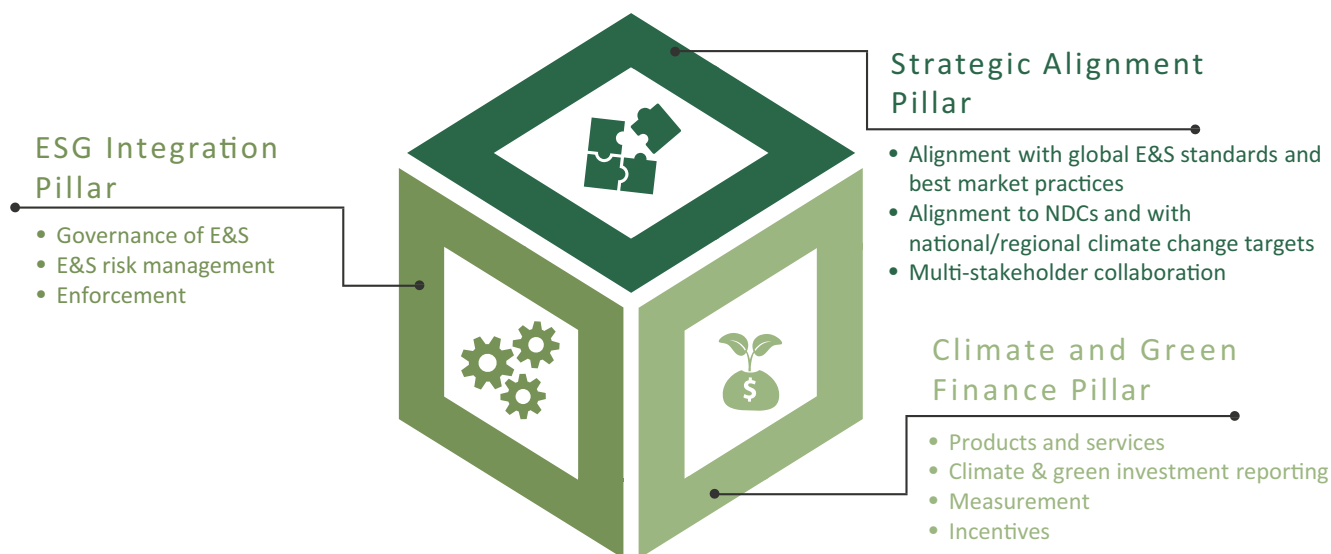 ESG Integration
Pillar
• Governance of E&S
• E&S risk management
• Enforcement
Strategic Alignment
Pillar
• Alignment with global E&S standards and
best market practices
• Alignment to NDCs and with
national/regional climate change targets
• Multi-stakeholder collaboration
$
Climate and Green
Finance Pillar
• Products and services
• Climate & green investment reporting
• Measurement
• Incentives